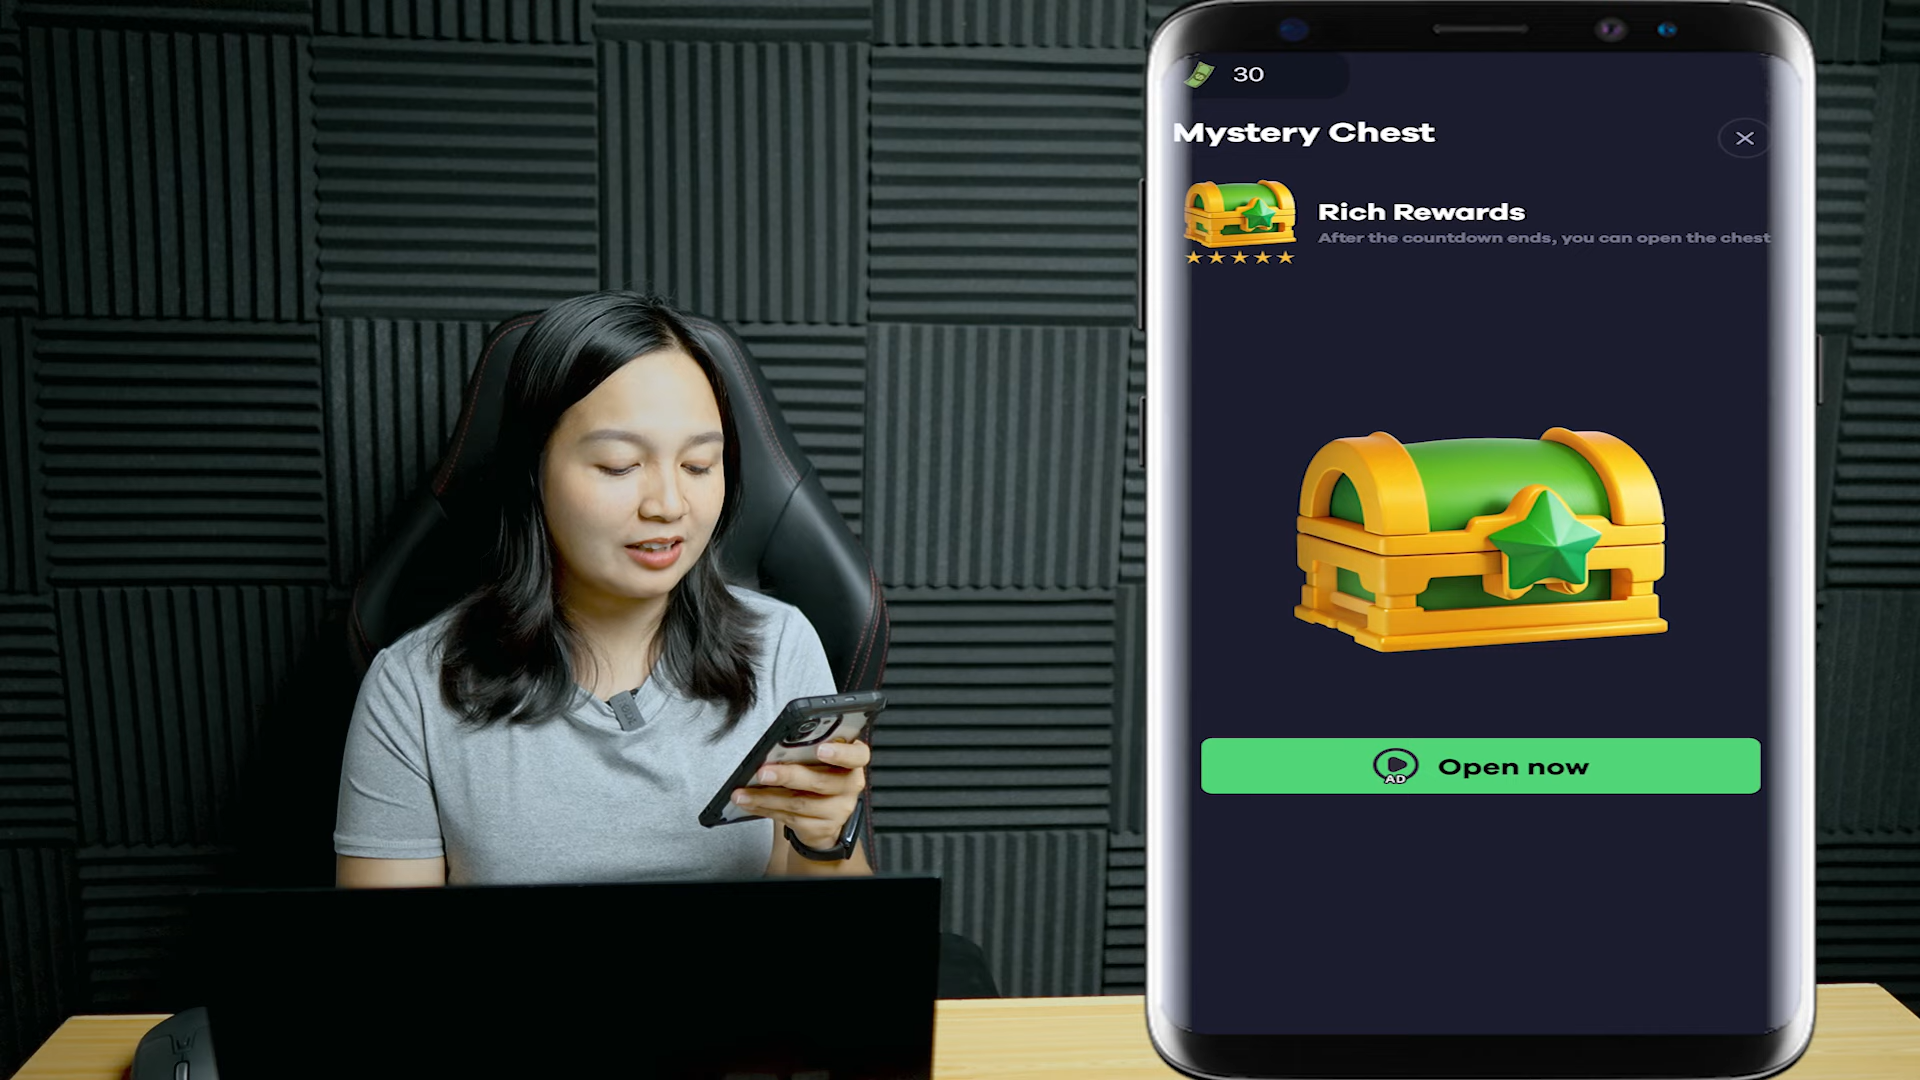 30
Mystery Chest
Rich Rewards
After the countdown ends, you can open the chest
AD
Open now